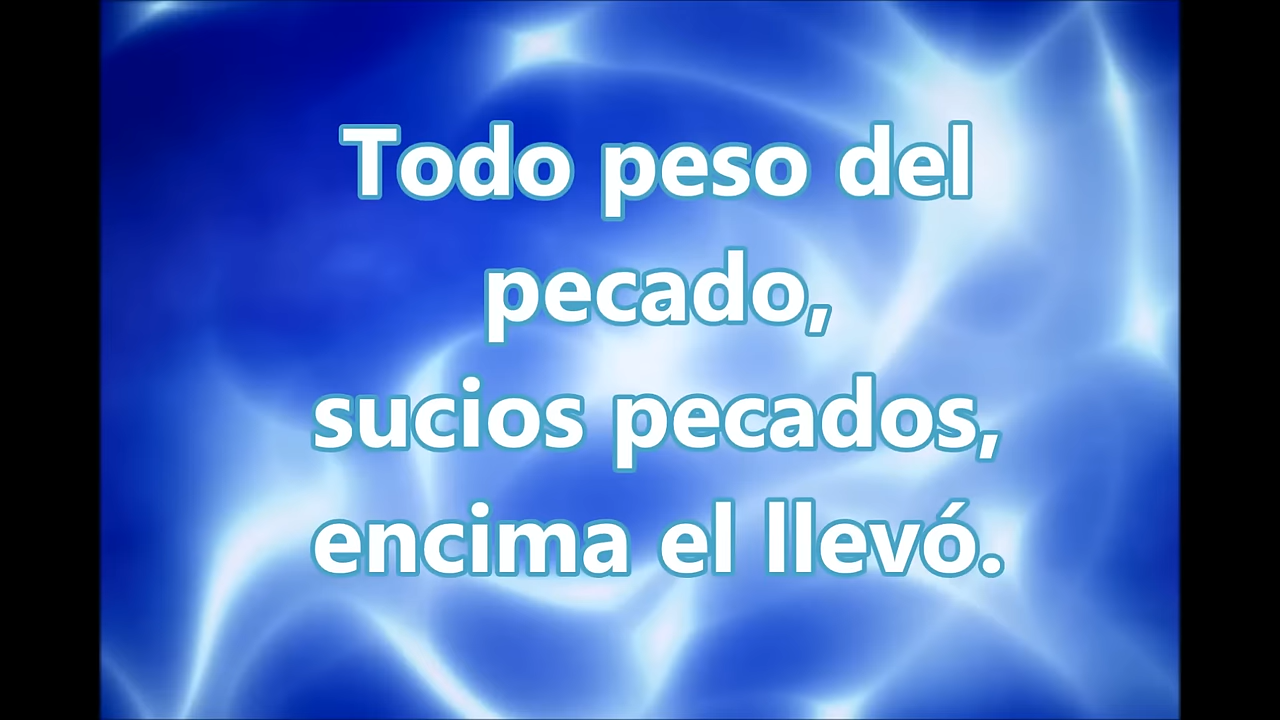 Todo peso del
pecado,
sucios pecados,
encima el llevó.